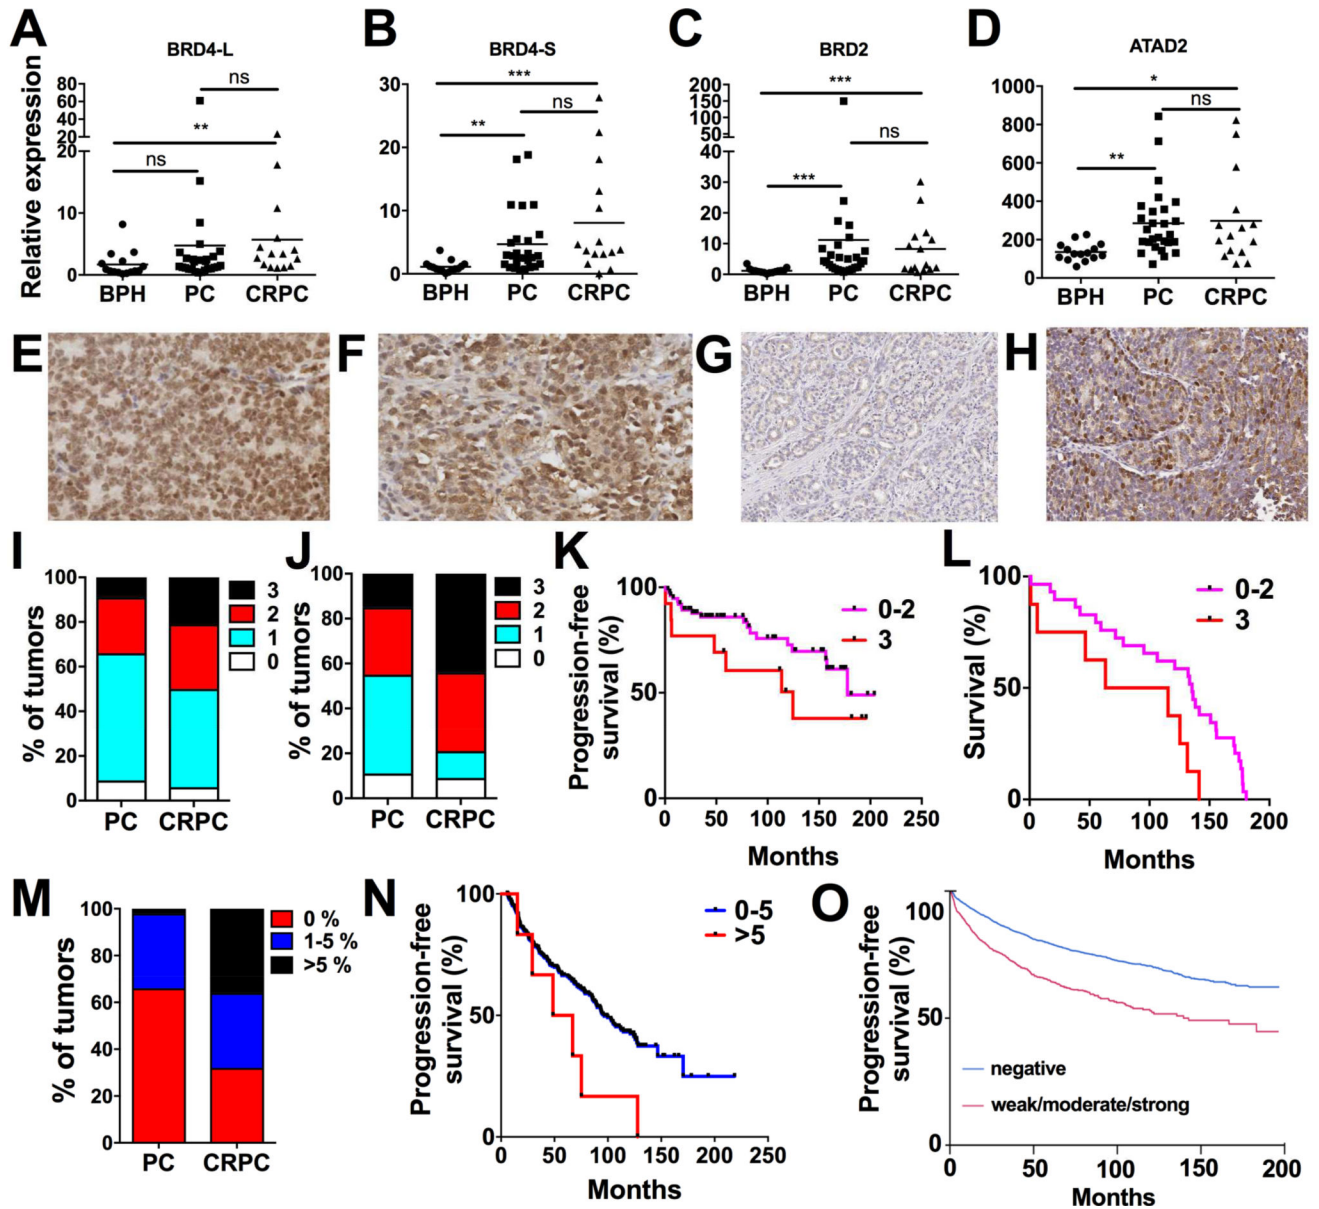 A
BRD4-L
Relative expression
80
60
40
20
20
10
0
ns
**
ns
BPH PC CRPC
B
BRD4-S
30
20
10
0
***
ns
**
BPH PC CRPC
C
BRD2
200
150
100
50
40
30
20
10
0
***
ns
***
BPH PC CRPC
D
ATAD2
1000
800
600
400
200
0
*
ns
**
BPH PC CRPC
E
F
G
H
I
% of tumors
100
80
60
40
20
0
PC CRPC
3
2
1
0
J
% of tumors
100
80
60
40
20
0
PC CRPC
3
2
1
0
K
Progression-free
survival (%)
100
50
0
0 50 100 150 200 250
Months
0-2
3
L
Survival (%)
100
50
0
0 50 100 150 200
Months
0-2
3
M
% of tumors
100
80
60
40
20
0
PC CRPC
0 %
1-5 %
>5 %
N
Progression-free
survival (%)
100
50
0
0 50 100 150 200 250
Months
0-5
>5
O
Progression-free
survival (%)
100
50
0
0 50 100 150 200
Months
negative
weak/moderate/strong